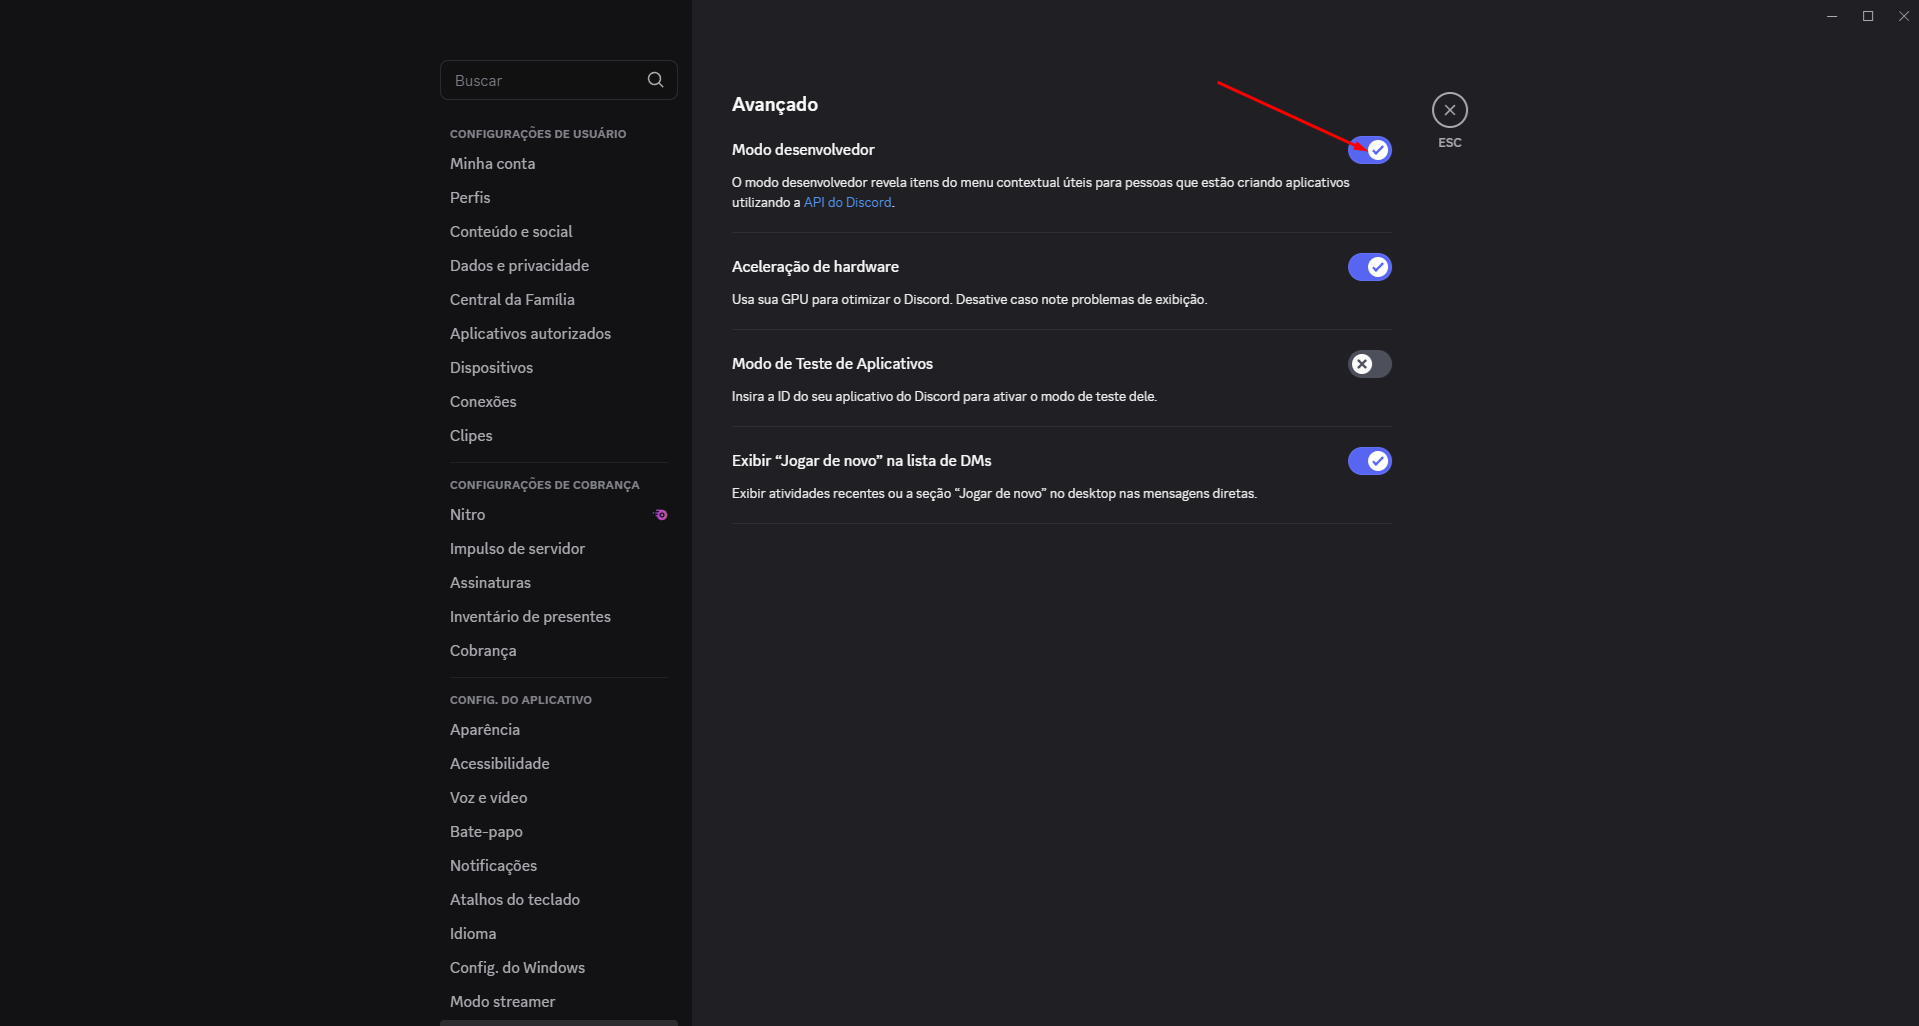 Buscar
CONFIGURAÇÕES DE USUÁRIO
Minha conta
Perfis
Conteúdo e social
Dados e privacidade
Central da Família
Aplicativos autorizados
Dispositivos
Conexões
Clipes
CONFIGURAÇÕES DE COBRANÇA
Nitro
Impulso de servidor
Assinaturas
Inventário de presentes
Cobrança
CONFIG. DO APLICATIVO
Aparência
Acessibilidade
Voz e vídeo
Bate-papo
Notificações
Atalhos do teclado
Idioma
Config. do Windows
Modo streamer
Avançado
Modo desenvolvedor
O modo desenvolvedor revela itens do menu contextual úteis para pessoas que estão criando aplicativos
utilizando a API do Discord.
Aceleração de hardware
Usa sua GPU para otimizar o Discord. Desative caso note problemas de exibição.
Modo de Teste de Aplicativos
Insira a ID do seu aplicativo do Discord para ativar o modo de teste dele.
Exibir “Jogar de novo” na lista de DMs
Exibir atividades recentes ou a seção “Jogar de novo” no desktop nas mensagens diretas.
ESC